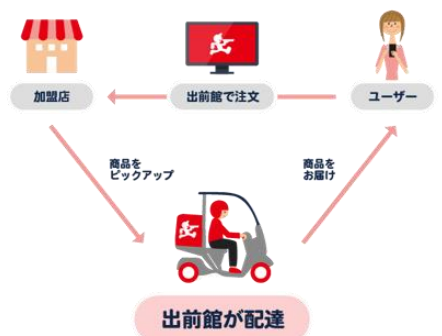 加盟店
出前館で注文
ユーザー
商品を
ピックアップ
商品を
お届け
出前館が配達